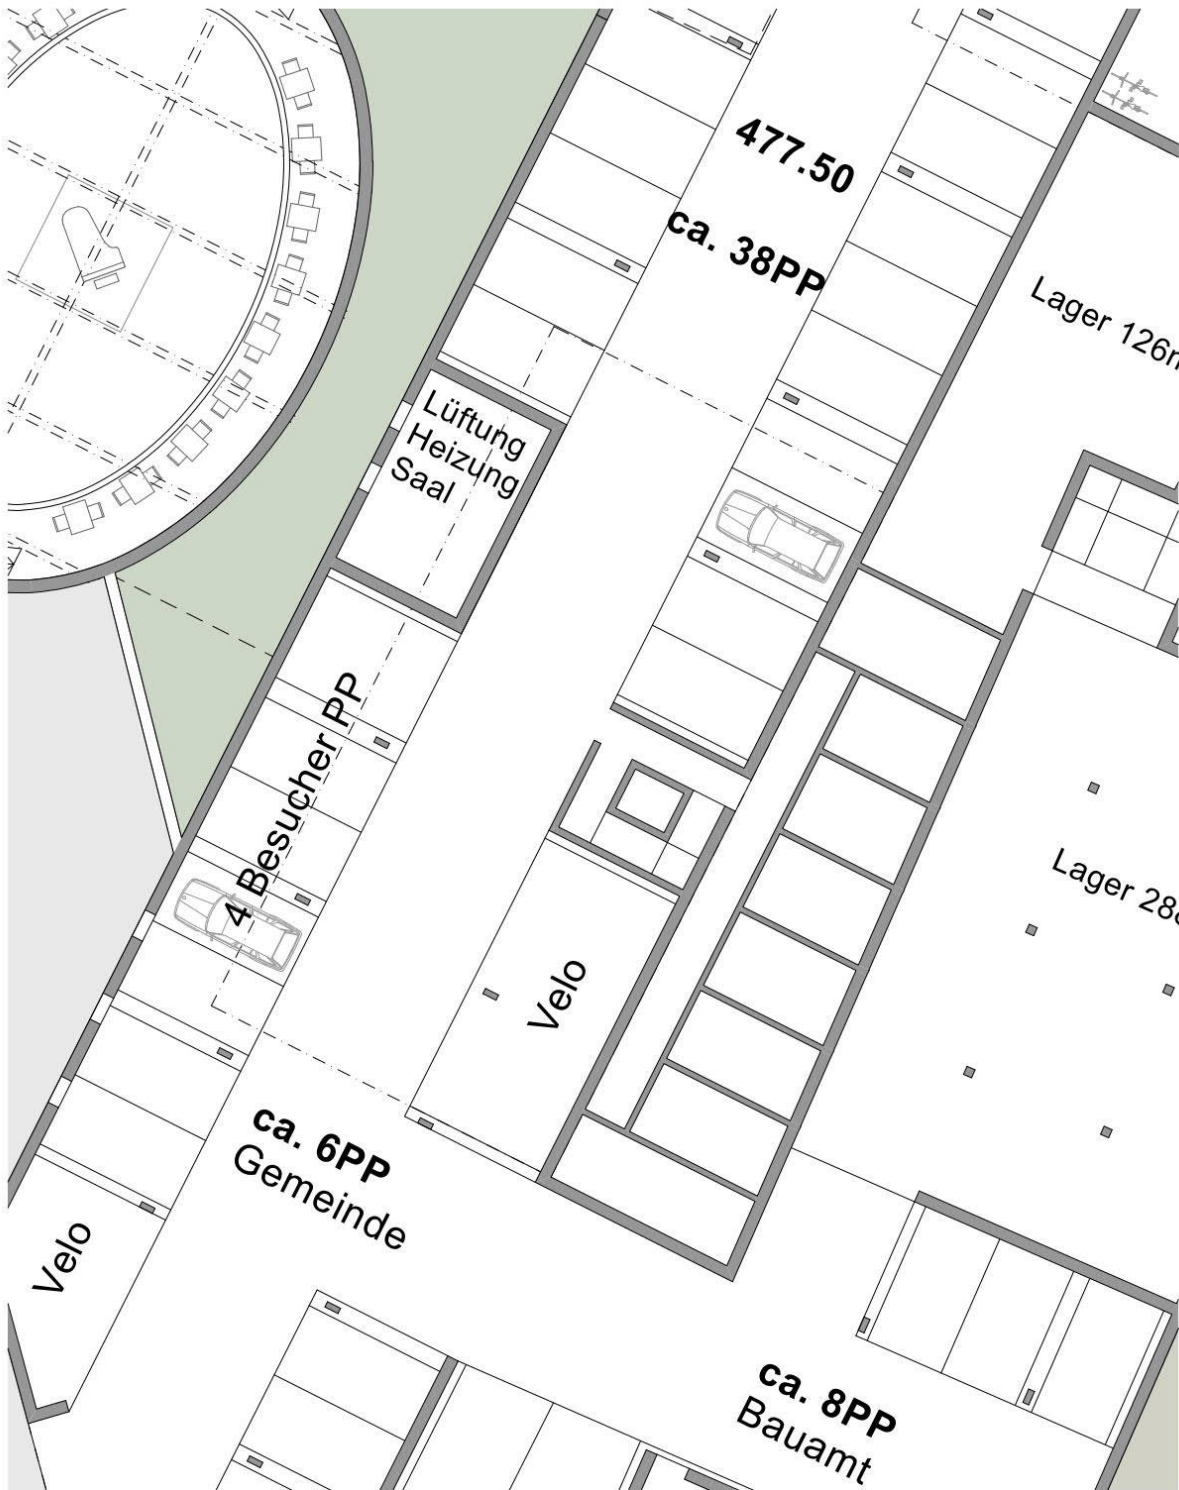 477.50
ca. 38PP
Lager 126m
Lüftung
Heizung
Saal
4 Besucher PP
Lager 28
Velo
ca. 6PP
Gemeinde
Velo
ca. 8PP
Bauamt